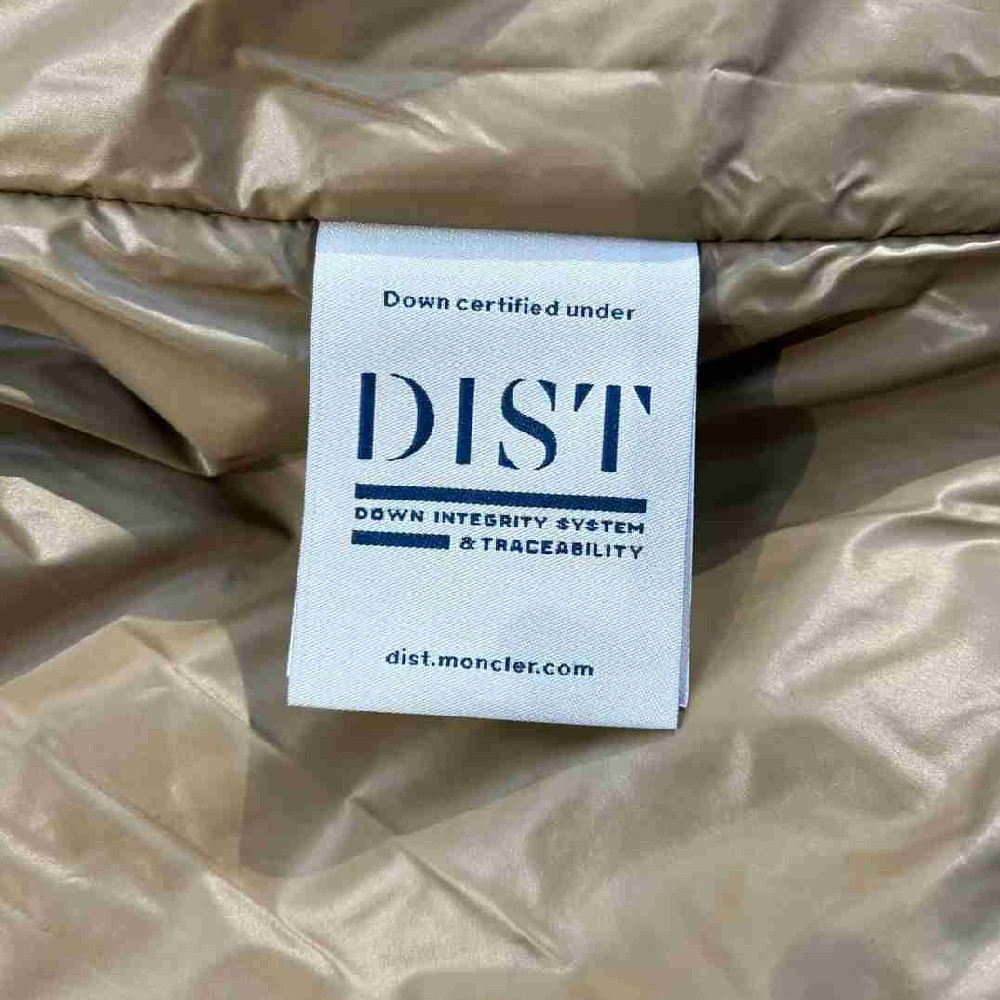 Down certified under
DIST
DOWN INTEGRITY SYSTEM
& TRACEABILITY
dist.moncler.com